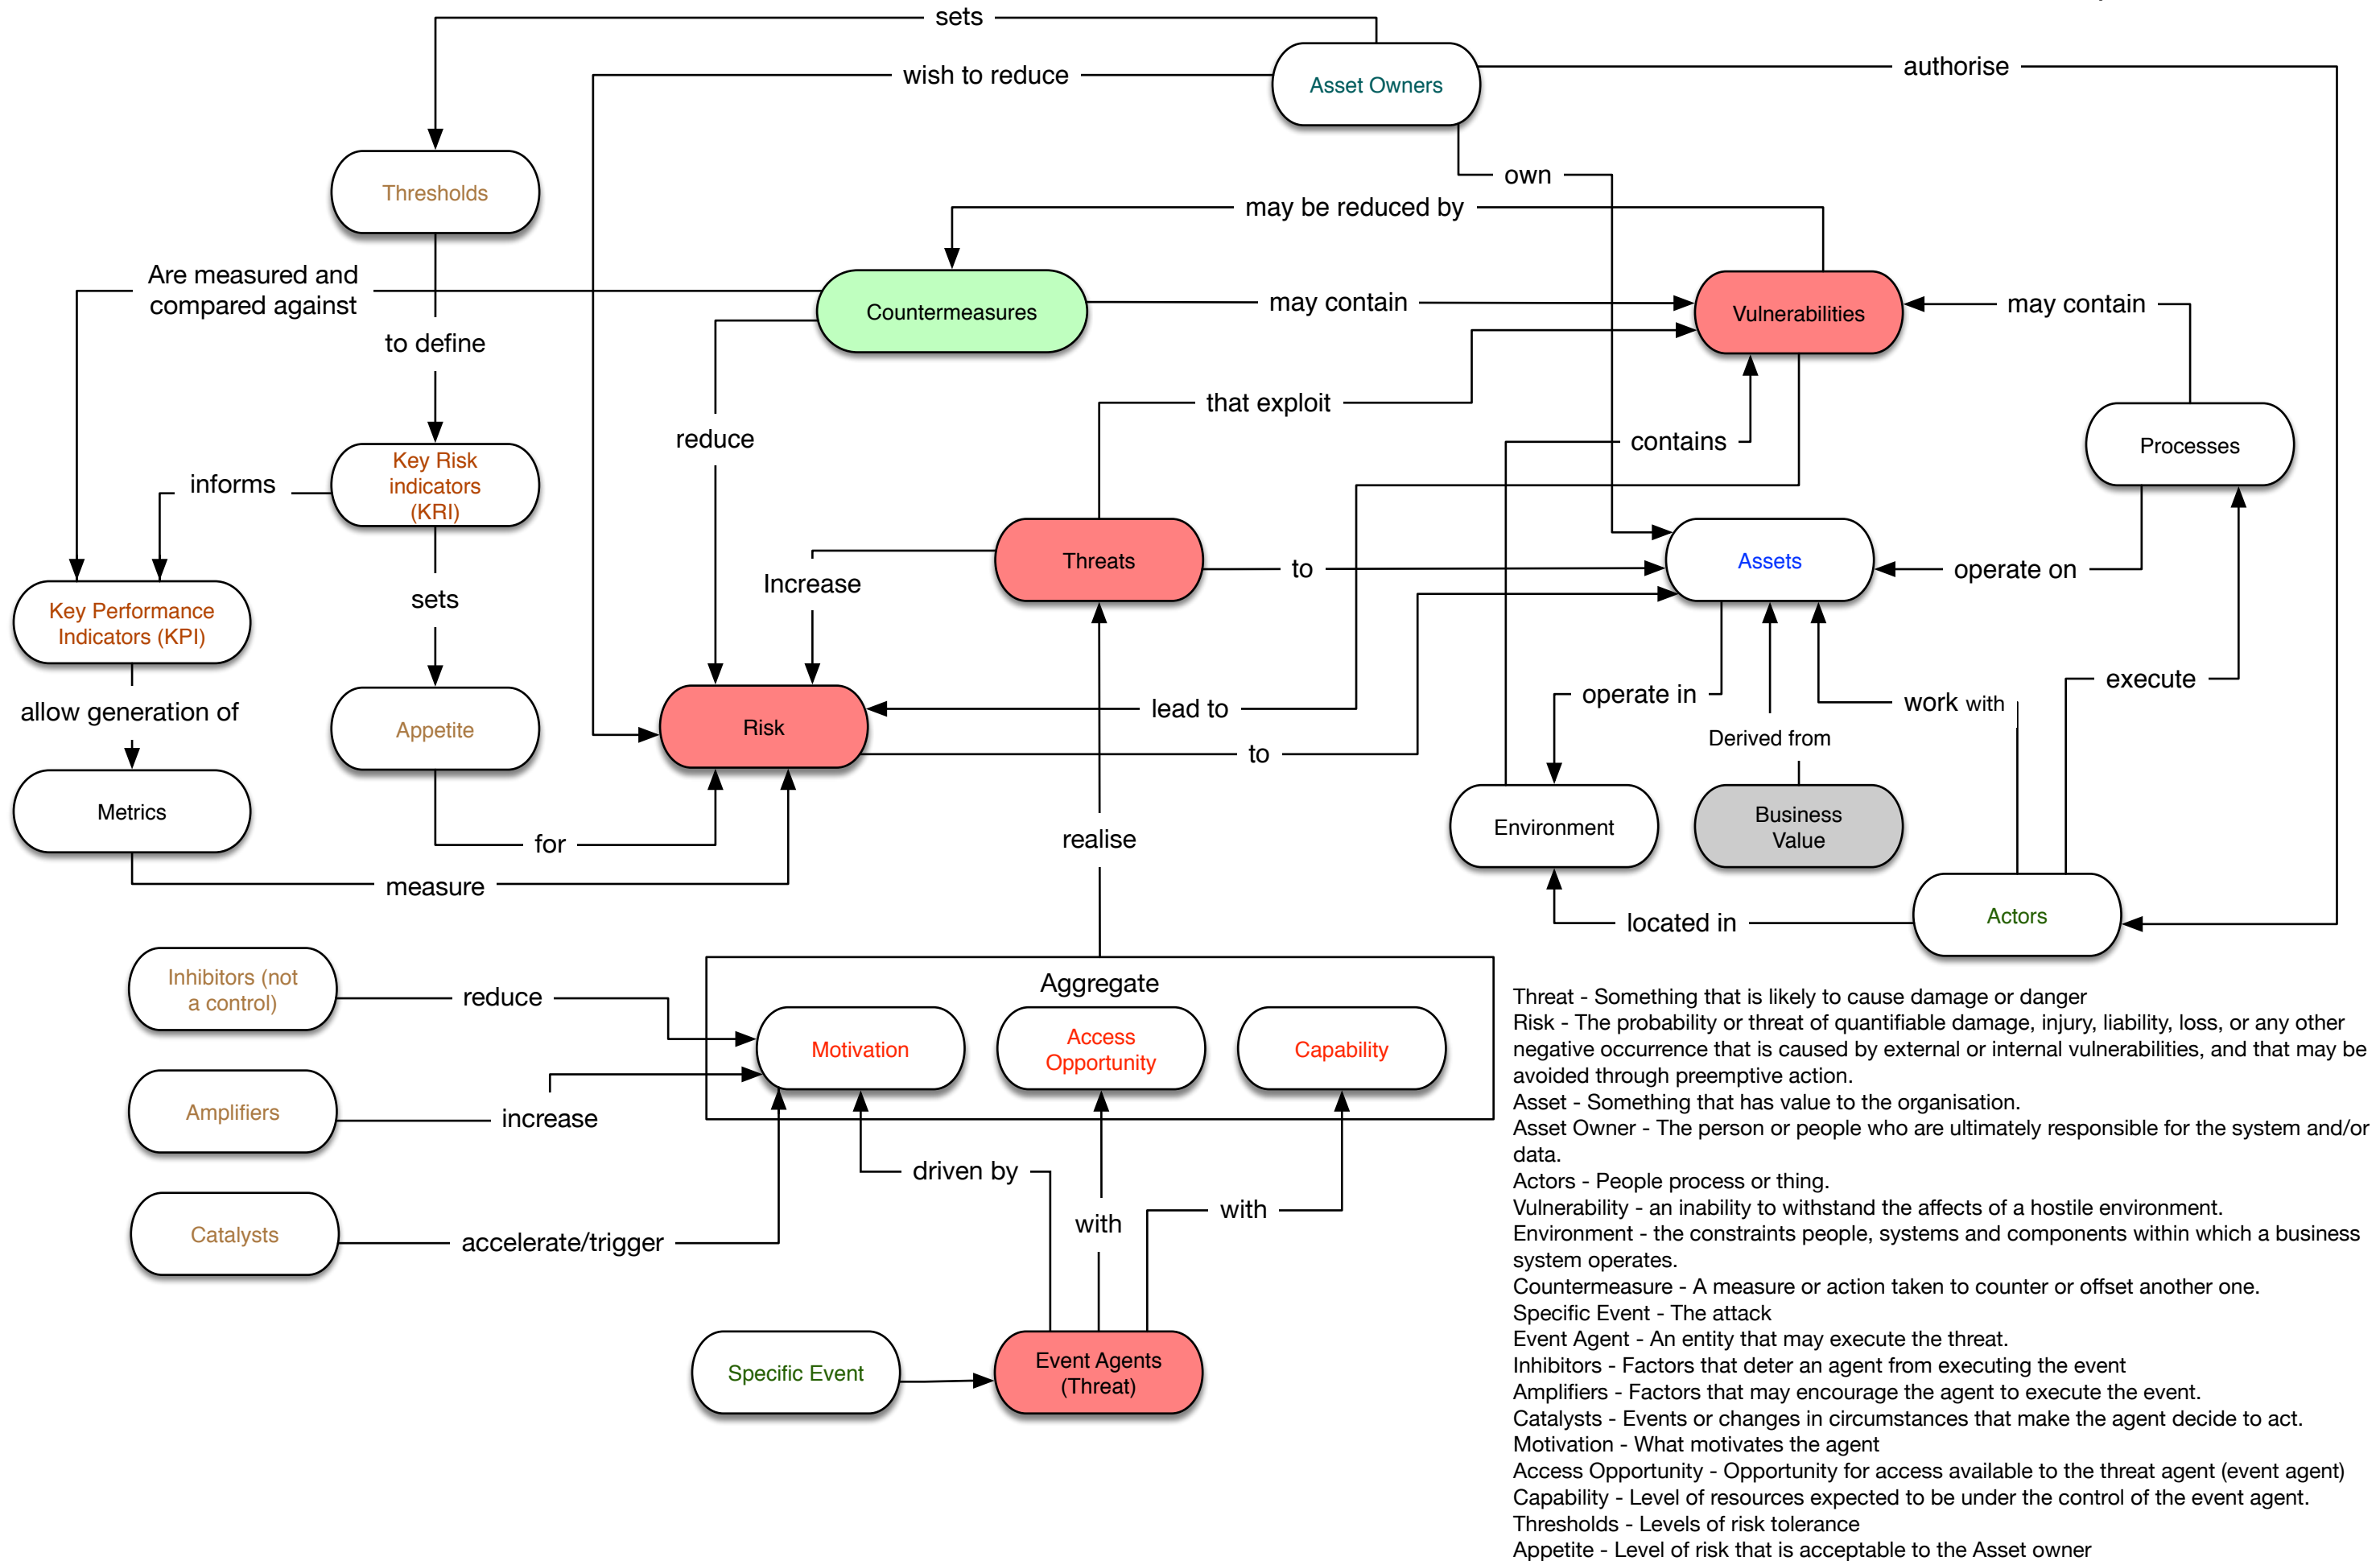 sets
wish to reduce
Asset Owners
authorise
Thresholds
own
may be reduced by
Are measured and
compared against
Countermeasures
may contain
Vulnerabilities
may contain
to define
that exploit
reduce
contains
Processes
Key Risk
indicators
(KRI)
informs
Threats
to
Assets
operate on
Increase
sets
Key Performance
Indicators (KPI)
execute
operate in
work with
lead to
allow generation of
Appetite
Risk
Derived from
to
Metrics
Environment
Business
Value
for
realise
measure
Actors
located in
Inhibitors (not
a control)
reduce
Aggregate
Motivation
Access
Opportunity
Capability
Amplifiers
increase
driven by
with
with
Catalysts
accelerate/trigger
Specific Event
Event Agents
(Threat)
Threat - Something that is likely to cause damage or danger
Risk - The probability or threat of quantifiable damage, injury, liability, loss, or any other
negative occurrence that is caused by external or internal vulnerabilities, and that may be
avoided through preemptive action.
Asset - Something that has value to the organisation.
Asset Owner - The person or people who are ultimately responsible for the system and/or
data.
Actors - People process or thing.
Vulnerability - an inability to withstand the affects of a hostile environment.
Environment - the constraints people, systems and components within which a business
system operates.
Countermeasure - A measure or action taken to counter or offset another one.
Specific Event - The attack
Event Agent - An entity that may execute the threat.
Inhibitors - Factors that deter an agent from executing the event
Amplifiers - Factors that may encourage the agent to execute the event.
Catalysts - Events or changes in circumstances that make the agent decide to act.
Motivation - What motivates the agent
Access Opportunity - Opportunity for access available to the threat agent (event agent)
Capability - Level of resources expected to be under the control of the event agent.
Thresholds - Levels of risk tolerance
Appetite - Level of risk that is acceptable to the Asset owner